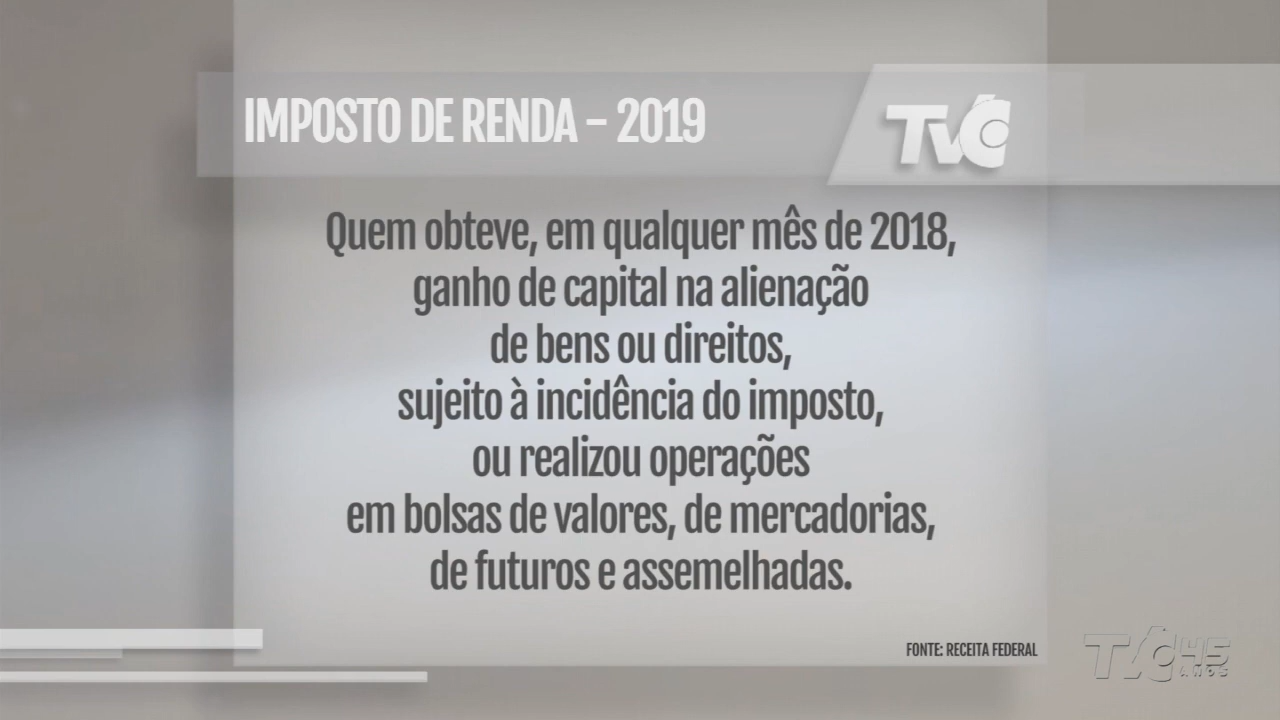 IMPOSTO DE RENDA - 2019
TVC
Quem obteve, em qualquer mês de 2018,
ganho de capital na alienação
de bens ou direitos,
sujeito à incidência do imposto,
ou realizou operações
em bolsas de valores, de mercadorias,
de futuros e assemelhadas.
FONTE: RECEITA FEDERAL
TVC 45
ANOS